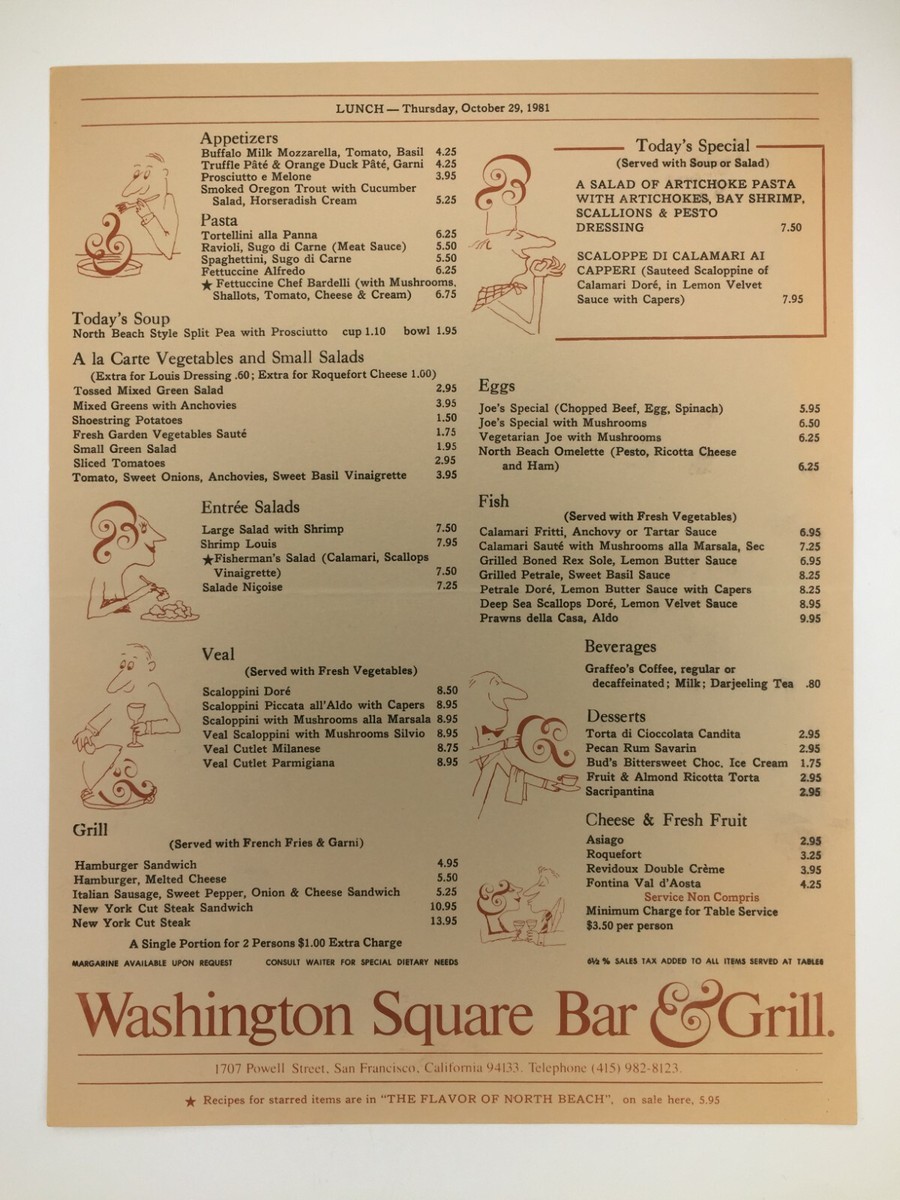 LUNCH — Thursday, October 29, 1981
Appetizers
Buffalo Milk Mozzarella, Tomato, Basil 4.25
Truffle Pâté & Orange Duck Pâté, Garni 4.25
Prosciutto e Melone 3.95
Smoked Oregon Trout with Cucumber
Salad, Horseradish Cream 5.25
Pasta
Tortellini alla Panna 6.25
Ravioli, Sugo di Carne (Meat Sauce) 5.50
Spaghettini, Sugo di Carne 5.50
Fettuccine Alfredo 6.25
★ Fettuccine Chef Bardelli (with Mushrooms,
Shallots, Tomato, Cheese & Cream) 6.75
Today's Soup
North Beach Style Split Pea with Prosciutto cup 1.10 bowl 1.95
A la Carte Vegetables and Small Salads
(Extra for Louis Dressing .60; Extra for Roquefort Cheese 1.00)
Tossed Mixed Green Salad 2.95
Mixed Greens with Anchovies 3.95
Shoestring Potatoes 1.50
Fresh Garden Vegetables Sauté 1.75
Small Green Salad 1.95
Sliced Tomatoes 2.95
Tomato, Sweet Onions, Anchovies, Sweet Basil Vinaigrette 3.95
Entrée Salads
Large Salad with Shrimp 7.50
Shrimp Louis 7.95
★Fisherman's Salad (Calamari, Scallops
Vinaigrette) 7.50
Salade Niçoise 7.25
Veal
(Served with Fresh Vegetables)
Scaloppini Doré 8.50
Scaloppini Piccata all'Aldo with Capers 8.95
Scaloppini with Mushrooms alla Marsala 8.95
Veal Scaloppini with Mushrooms Silvio 8.95
Veal Cutlet Milanese 8.75
Veal Cutlet Parmigiana 8.95
Grill
(Served with French Fries & Garni)
Hamburger Sandwich 4.95
Hamburger, Melted Cheese 5.50
Italian Sausage, Sweet Pepper, Onion & Cheese Sandwich 5.25
New York Cut Steak Sandwich 10.95
New York Cut Steak 13.95
A Single Portion for 2 Persons $1.00 Extra Charge
MARGARINE AVAILABLE UPON REQUEST CONSULT WAITER FOR SPECIAL DIETARY NEEDS
Today's Special
(Served with Soup or Salad)
A SALAD OF ARTICHOKE PASTA
WITH ARTICHOKES, BAY SHRIMP,
SCALLIONS & PESTO
DRESSING 7.50
SCALOPPE DI CALAMARI AI
CAPPERI (Sauteed Scaloppine of
Calamari Doré, in Lemon Velvet
Sauce with Capers) 7.95
Eggs
Joe's Special (Chopped Beef, Egg, Spinach) 5.95
Joe's Special with Mushrooms 6.50
Vegetarian Joe with Mushrooms 6.25
North Beach Omelette (Pesto, Ricotta Cheese
and Ham) 6.25
Fish
(Served with Fresh Vegetables)
Calamari Fritti, Anchovy or Tartar Sauce 6.95
Calamari Sauté with Mushrooms alla Marsala, Sec 7.25
Grilled Boned Rex Sole, Lemon Butter Sauce 6.95
Grilled Petrale, Sweet Basil Sauce 8.25
Petrale Doré, Lemon Butter Sauce with Capers 8.25
Deep Sea Scallops Doré, Lemon Velvet Sauce 8.95
Prawns della Casa, Aldo 9.95
Beverages
Graffeo's Coffee, regular or
decaffeinated; Milk; Darjeeling Tea .80
Desserts
Torta di Cioccolata Candita 2.95
Pecan Rum Savarin 2.95
Bud's Bittersweet Choc. Ice Cream 1.75
Fruit & Almond Ricotta Torta 2.95
Sacripantina 2.95
Cheese & Fresh Fruit
Asiago 2.95
Roquefort 3.25
Revidoux Double Crème 3.95
Fontina Val d'Aosta 4.25
Service Non Compris
Minimum Charge for Table Service
$3.50 per person
6½ % SALES TAX ADDED TO ALL ITEMS SERVED AT TABLES
Washington Square Bar & Grill.
1707 Powell Street, San Francisco, California 94133. Telephone (415) 982-8123.
★ Recipes for starred items are in "THE FLAVOR OF NORTH BEACH", on sale here, 5.95